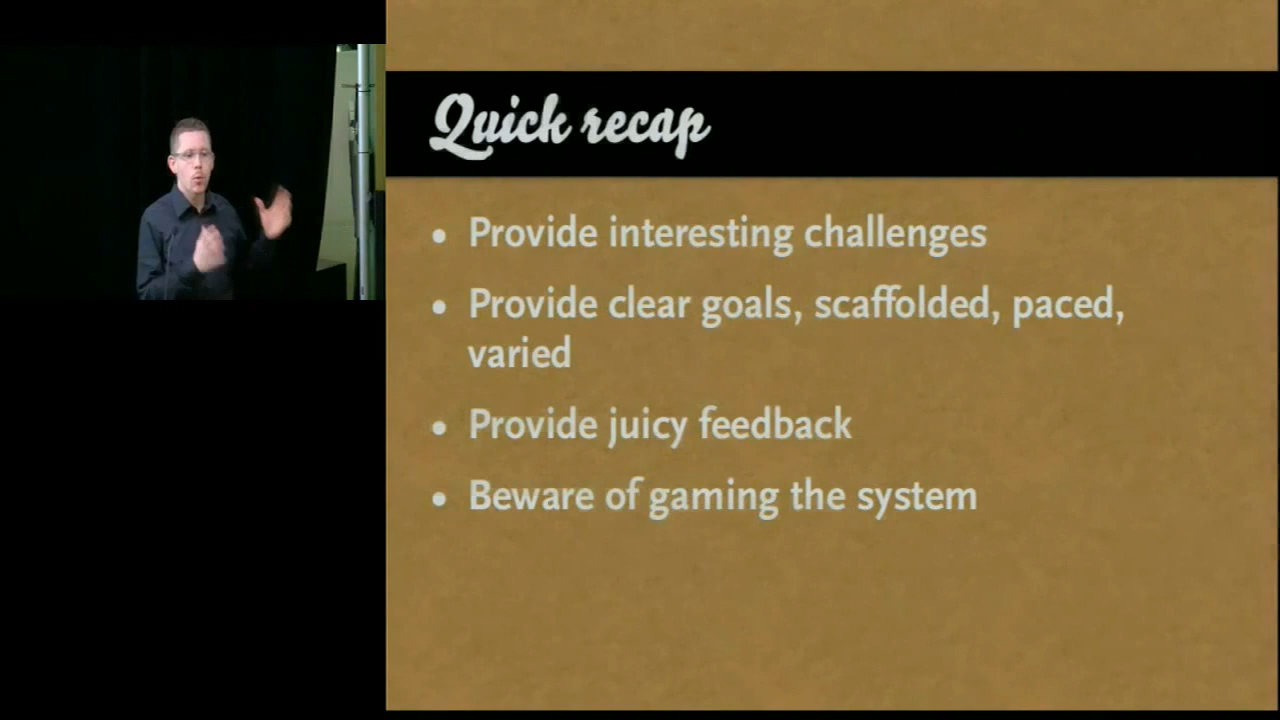 Quick recap
• Provide interesting challenges
• Provide clear goals, scaffolded, paced,
varied
• Provide juicy feedback
• Beware of gaming the system